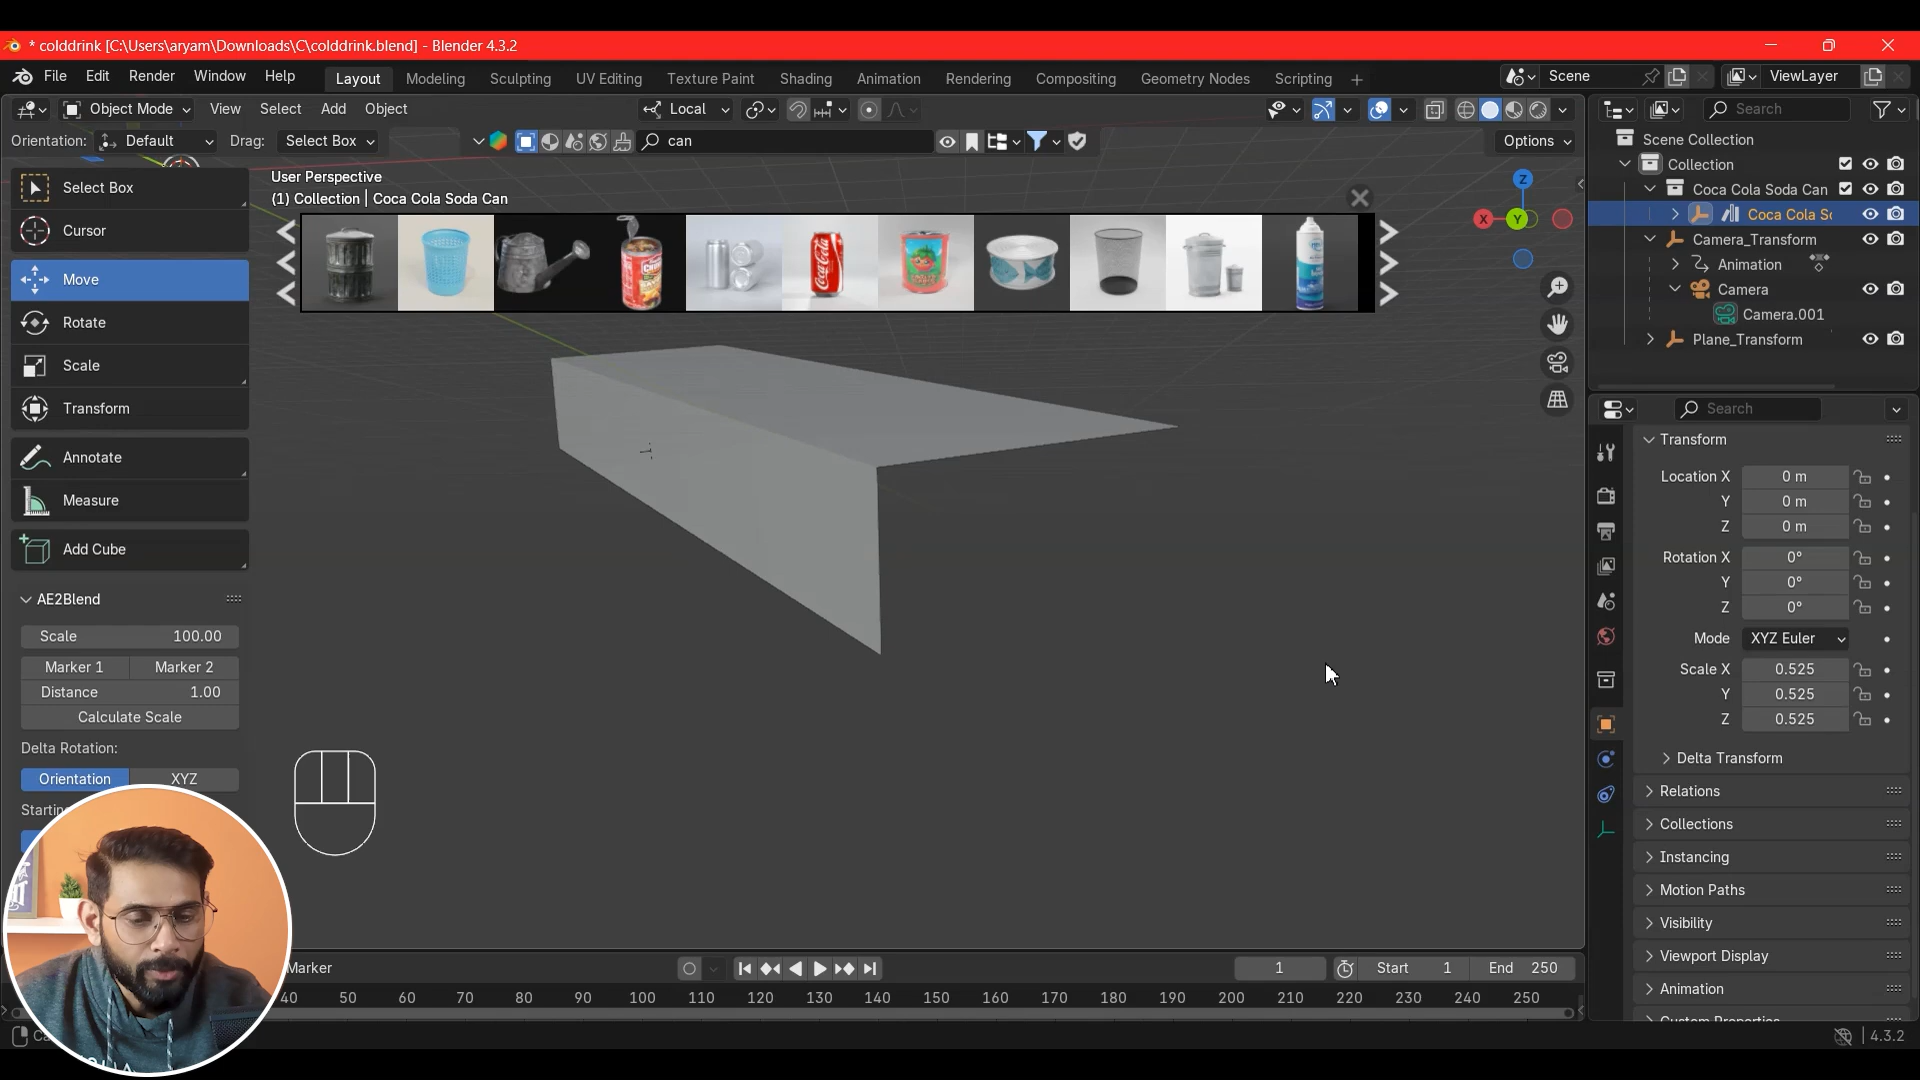 * colddrink [C:\Users\aryam\Downloads\C\colddrink.blend] - Blender 4.3.2
File Edit Render Window Help Layout Modeling Sculpting UV Editing Texture Paint Shading Animation Rendering Compositing Geometry Nodes Scripting + Scene ViewLayer
Object Mode View Select Add Object Local Search
Orientation: Default Drag: Select Box can Options
Scene Collection
Collection
Coca Cola Soda Can
Coca Cola Sc
Camera_Transform
Animation
Camera
Camera.001
Plane_Transform
User Perspective
(1) Collection | Coca Cola Soda Can
Coca-Cola
Z
X
Y
Select Box
Cursor
Move
Rotate
Scale
Transform
Annotate
Measure
Add Cube
AE2Blend
Scale 100.00
Marker 1 Marker 2
Distance 1.00
Calculate Scale
Delta Rotation:
Orientation XYZ
Starting
Search
Transform
Location X 0 m
Y 0 m
Z 0 m
Rotation X 0°
Y 0°
Z 0°
Mode XYZ Euler
Scale X 0.525
Y 0.525
Z 0.525
Delta Transform
Relations
Collections
Instancing
Motion Paths
Visibility
Viewport Display
Animation
Custom Properties
Marker 1 Start 1 End 250
40 50 60 70 80 90 100 110 120 130 140 150 160 170 180 190 200 210 220 230 240 250
4.3.2